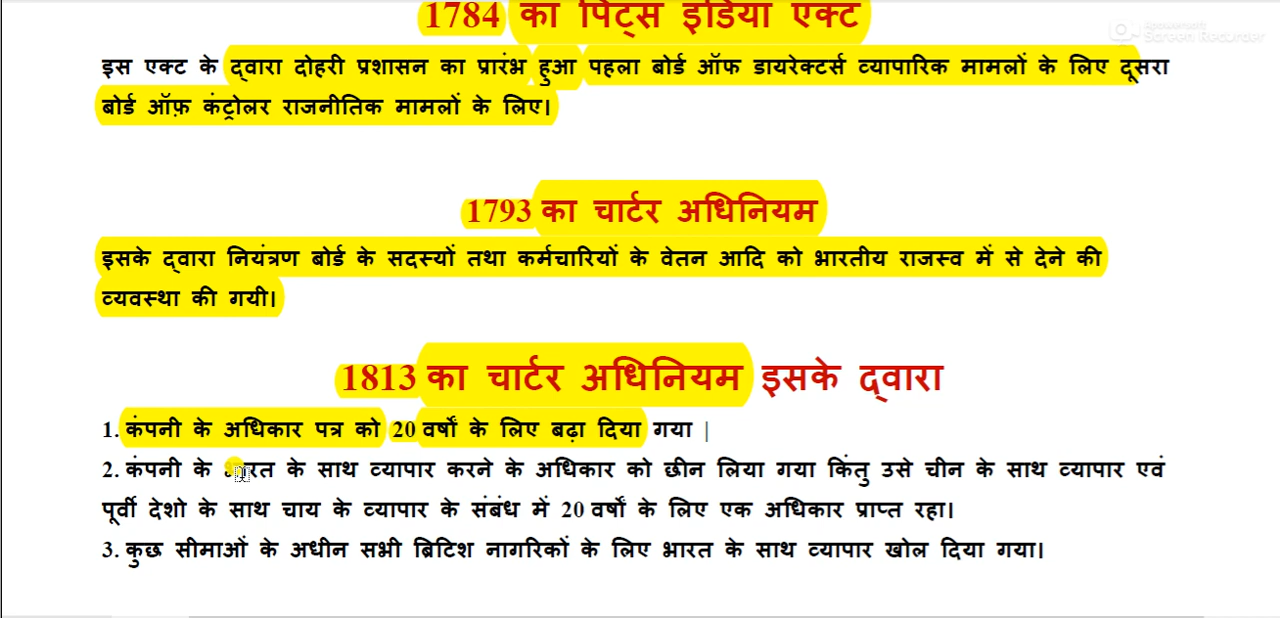 1784 का पिट्स इंडिया एक्ट
Apowersoft
Screen Recorder
इस एक्ट के द्वारा दोहरी प्रशासन का प्रारंभ हुआ पहला बोर्ड ऑफ डायरेक्टर्स व्यापारिक मामलों के लिए दूसरा
बोर्ड ऑफ़ कंट्रोलर राजनीतिक मामलों के लिए।
1793 का चार्टर अधिनियम
इसके द्वारा नियंत्रण बोर्ड के सदस्यों तथा कर्मचारियों के वेतन आदि को भारतीय राजस्व में से देने की
व्यवस्था की गयी।
1813 का चार्टर अधिनियम इसके द्वारा
1. कंपनी के अधिकार पत्र को 20 वर्षों के लिए बढ़ा दिया गया |
2. कंपनी के भारत के साथ व्यापार करने के अधिकार को छीन लिया गया किंतु उसे चीन के साथ व्यापार एवं
पूर्वी देशो के साथ चाय के व्यापार के संबंध में 20 वर्षों के लिए एक अधिकार प्राप्त रहा।
3. कुछ सीमाओं के अधीन सभी ब्रिटिश नागरिकों के लिए भारत के साथ व्यापार खोल दिया गया।